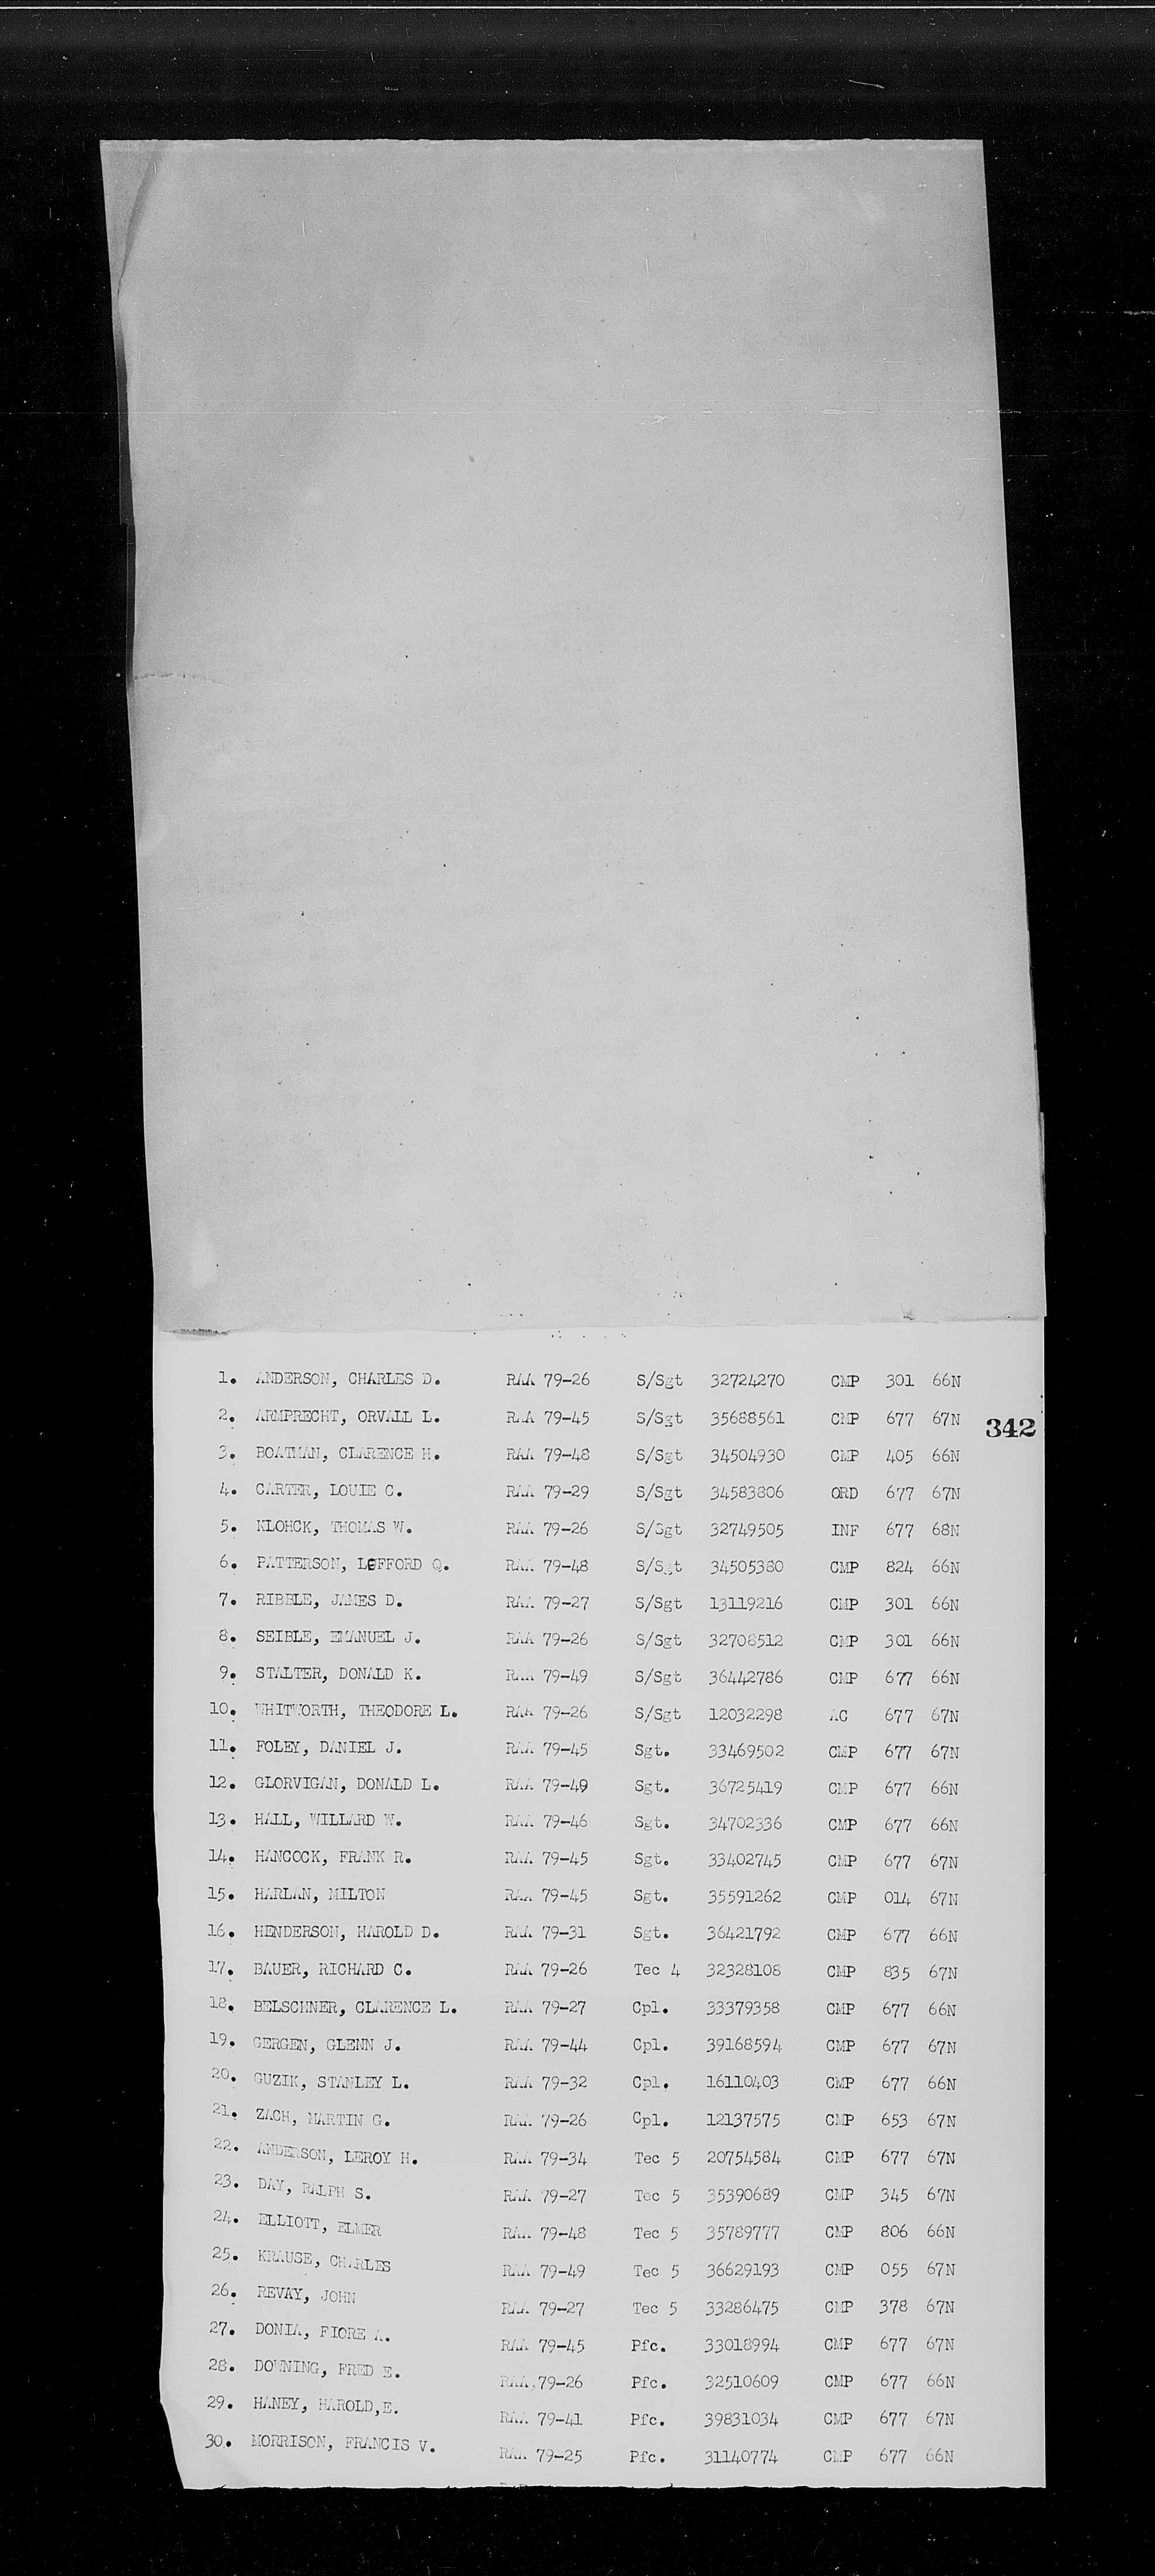 1. ANDERSON, CHARLES D. RAA 79-26 S/Sgt 32724270 CMP 301 66N
2. ARMPRECHT, ORVALL L. RAA 79-45 S/Sgt 35688561 CMP 677 67N
342
3. BOATMAN, CLARENCE H. RAA 79-48 S/Sgt 34504930 CMP 405 66N
4. CARTER, LOUIE C. RAA 79-29 S/Sgt 34583806 ORD 677 67N
5. KLOHCK, THOMAS W. RAA 79-26 S/Sgt 32749505 INF 677 68N
6. PATTERSON, LEFFORD Q. RAA 79-48 S/Sgt 34505380 CMP 824 66N
7. RIBBLE, JAMES D. RAA 79-27 S/Sgt 13119216 CMP 301 66N
8. SEIBLE, EMANUEL J. RAA 79-26 S/Sgt 32708512 CMP 301 66N
9. STALTER, DONALD K. RAA 79-49 S/Sgt 36442786 CMP 677 66N
10. WHITWORTH, THEODORE L. RAA 79-26 S/Sgt 12032298 AC 677 67N
11. FOLEY, DANIEL J. RAA 79-45 Sgt. 33469502 CMP 677 67N
12. GLORVIGAN, DONALD L. RAA 79-49 Sgt. 36725419 CMP 677 66N
13. HALL, WILLARD W. RAA 79-46 Sgt. 34702336 CMP 677 66N
14. HANCOCK, FRANK R. RAA 79-45 Sgt. 33402745 CMP 677 67N
15. HARLAN, MILTON RAA 79-45 Sgt. 35591262 CMP 014 67N
16. HENDERSON, HAROLD D. RAA 79-31 Sgt. 36421792 CMP 677 66N
17. BAUER, RICHARD C. RAA 79-26 Tec 4 32328108 CMP 835 67N
18. BELSCHNER, CLARENCE L. RAA 79-27 Cpl. 33379358 CMP 677 66N
19. GERGEN, GLENN J. RAA 79-44 Cpl. 39168594 CMP 677 67N
20. GUZIK, STANLEY L. RAA 79-32 Cpl. 16110403 CMP 677 66N
21. ZACH, MARTIN G. RAA 79-26 Cpl. 12137575 CMP 653 67N
22. ANDERSON, LEROY H. RAA 79-34 Tec 5 20754584 CMP 677 67N
23. DAY, RALPH S. RAA 79-27 Tec 5 35390689 CMP 345 67N
24. ELLIOTT, ELMER RAA 79-48 Tec 5 35789777 CMP 806 66N
25. KRAUSE, CHARLES RAA 79-49 Tec 5 36629193 CMP 055 67N
26. REVAY, JOHN RAA 79-27 Tec 5 33286475 CMP 378 67N
27. DONIA, FIORE A. RAA 79-45 Pfc. 33018994 CMP 677 67N
28. DOWNING, FRED E. RAA 79-26 Pfc. 32510609 CMP 677 66N
29. HANEY, HAROLD,E. RAA 79-41 Pfc. 39831034 CMP 677 67N
30. MORRISON, FRANCIS V. RAA 79-25 Pfc. 31140774 CMP 677 66N